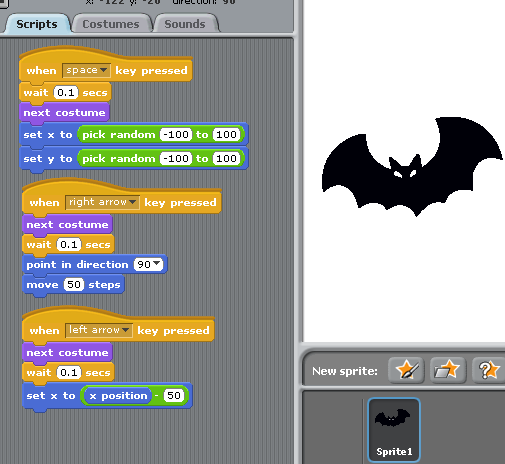 x: -122 y: -20 direction: 90
Scripts Costumes Sounds
when space key pressed
wait 0.1 secs
next costume
set x to pick random -100 to 100
set y to pick random -100 to 100
when right arrow key pressed
next costume
wait 0.1 secs
point in direction 90
move 50 steps
when left arrow key pressed
next costume
wait 0.1 secs
set x to x position - 50
New sprite:
Sprite1